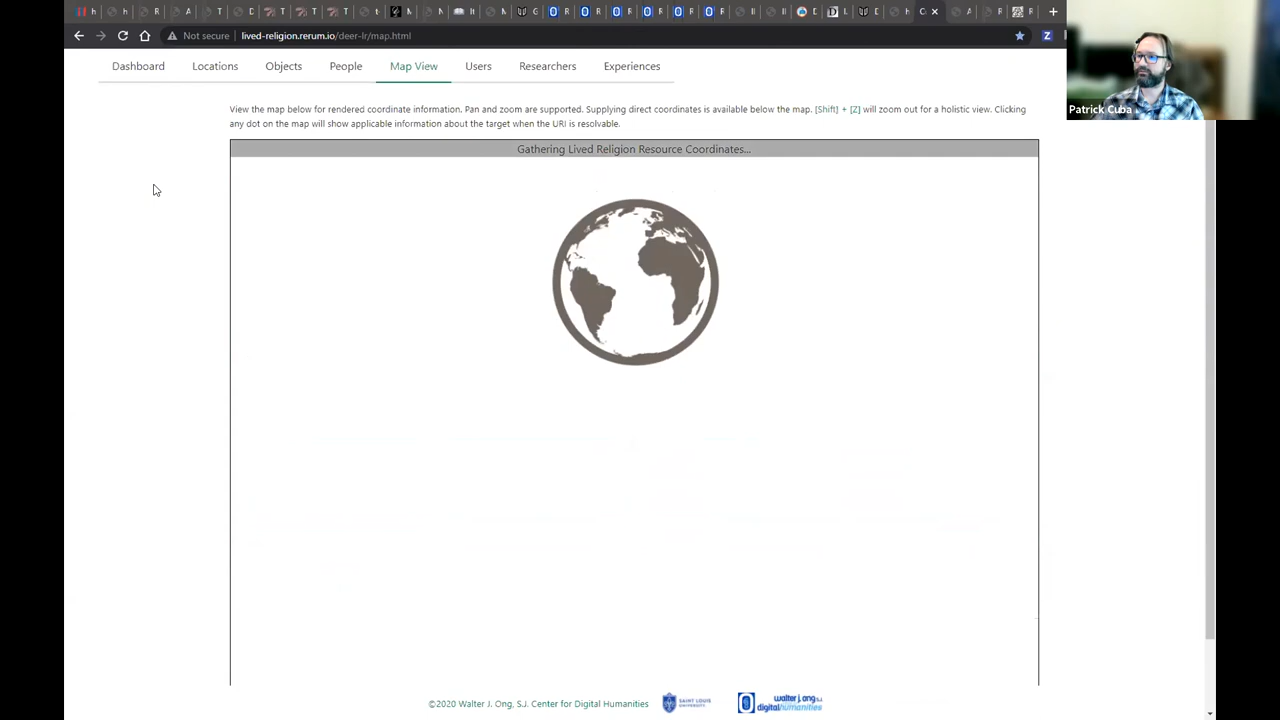 Not secure
lived-religion.rerum.io/deer-lr/map.html
Dashboard Locations Objects People Map View Users Researchers Experiences
View the map below for rendered coordinate information. Pan and zoom are supported. Supplying direct coordinates is available below the map. [Shift] + [Z] will zoom out for a holistic view. Clicking
any dot on the map will show applicable information about the target when the URI is resolvable.
Gathering Lived Religion Resource Coordinates...
Patrick Cuba
©2020 Walter J. Ong, S.J. Center for Digital Humanities
SAINT LOUIS
UNIVERSITY
walter j. ong S.J.
digitalhumanities